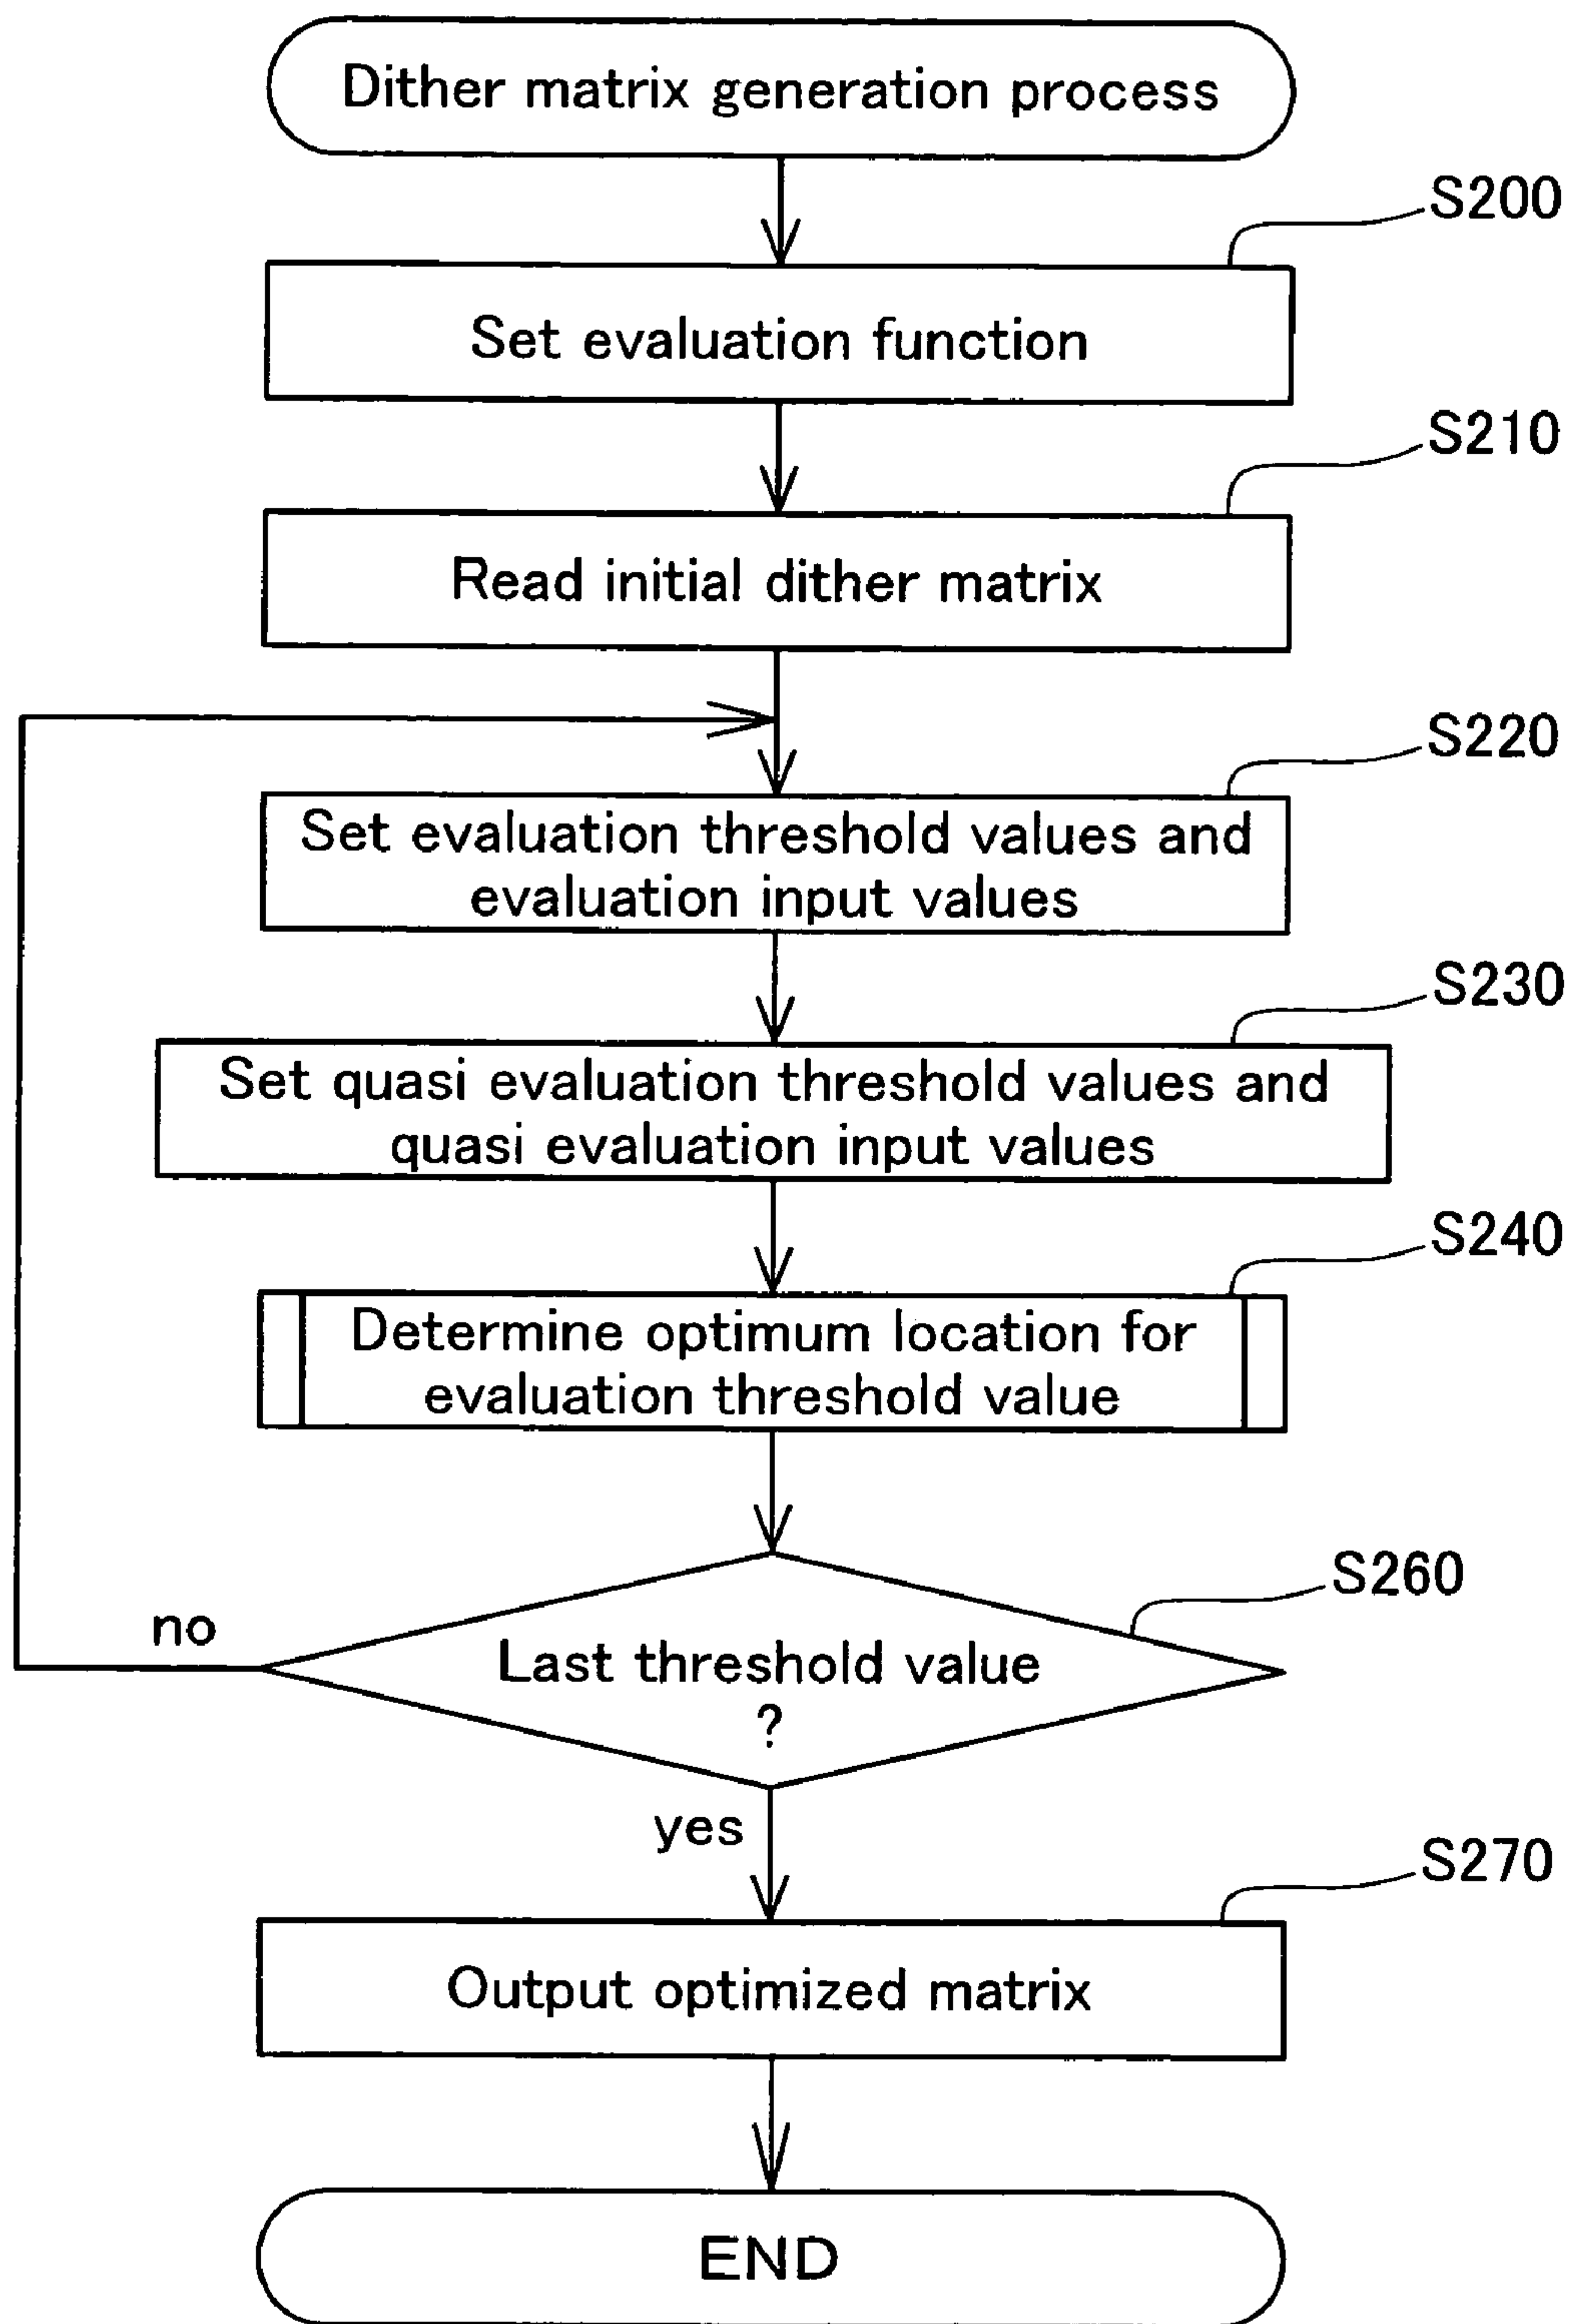 Dither matrix generation process
S200
Set evaluation function
S210
Read initial dither matrix
S220
Set evaluation threshold values and
evaluation input values
S230
Set quasi evaluation threshold values and
quasi evaluation input values
S240
Determine optimum location for
evaluation threshold value
S260
no
Last threshold value
?
yes
S270
Output optimized matrix
END